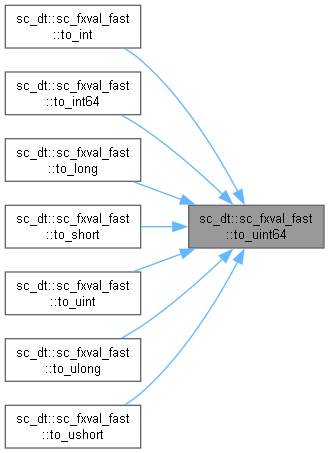 sc_dt::sc_fxval_fast
::to_int
sc_dt::sc_fxval_fast
::to_int64
sc_dt::sc_fxval_fast
::to_long
sc_dt::sc_fxval_fast
::to_short
sc_dt::sc_fxval_fast
::to_uint64
sc_dt::sc_fxval_fast
::to_uint
sc_dt::sc_fxval_fast
::to_ulong
sc_dt::sc_fxval_fast
::to_ushort